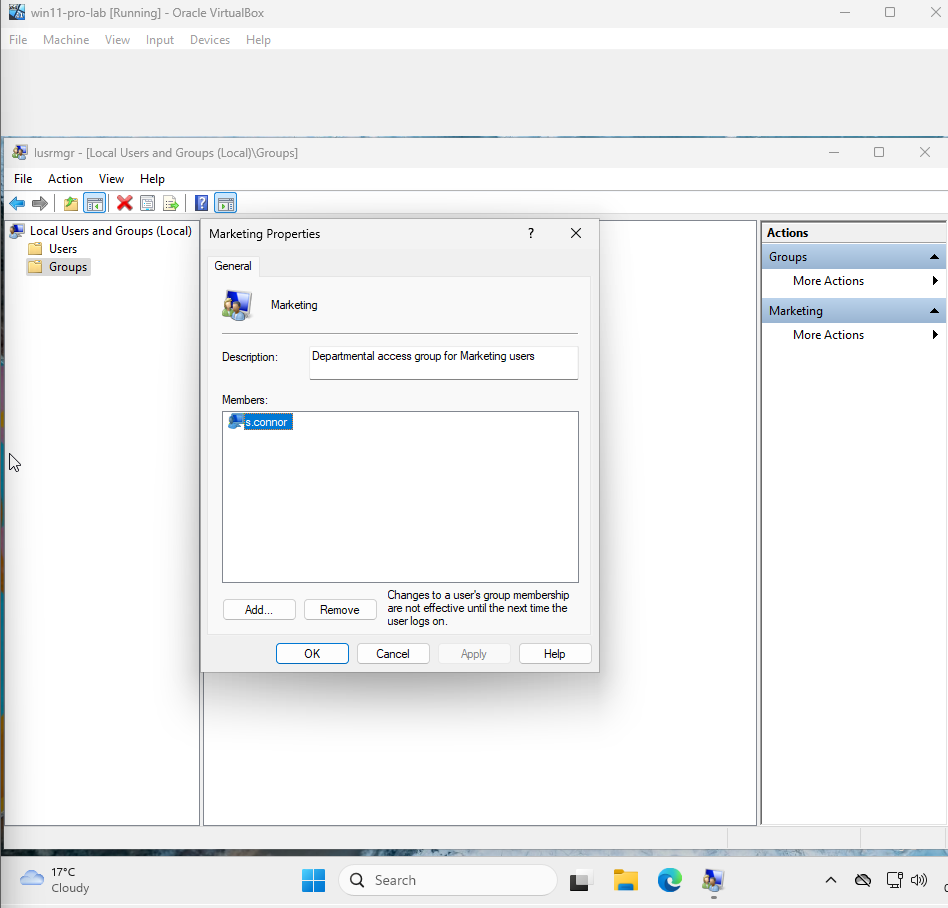 win11-pro-lab [Running] - Oracle VirtualBox
File Machine View Input Devices Help
lusrmgr - [Local Users and Groups (Local)\Groups]
File Action View Help
Local Users and Groups (Local)
Users
Groups
Marketing Properties
?
General
Marketing
Description:
Departmental access group for Marketing users
Members:
s.connor
Add...
Remove
Changes to a user's group membership
are not effective until the next time the
user logs on.
OK
Cancel
Apply
Help
Actions
Groups
More Actions
Marketing
More Actions
17°C
Cloudy
Search